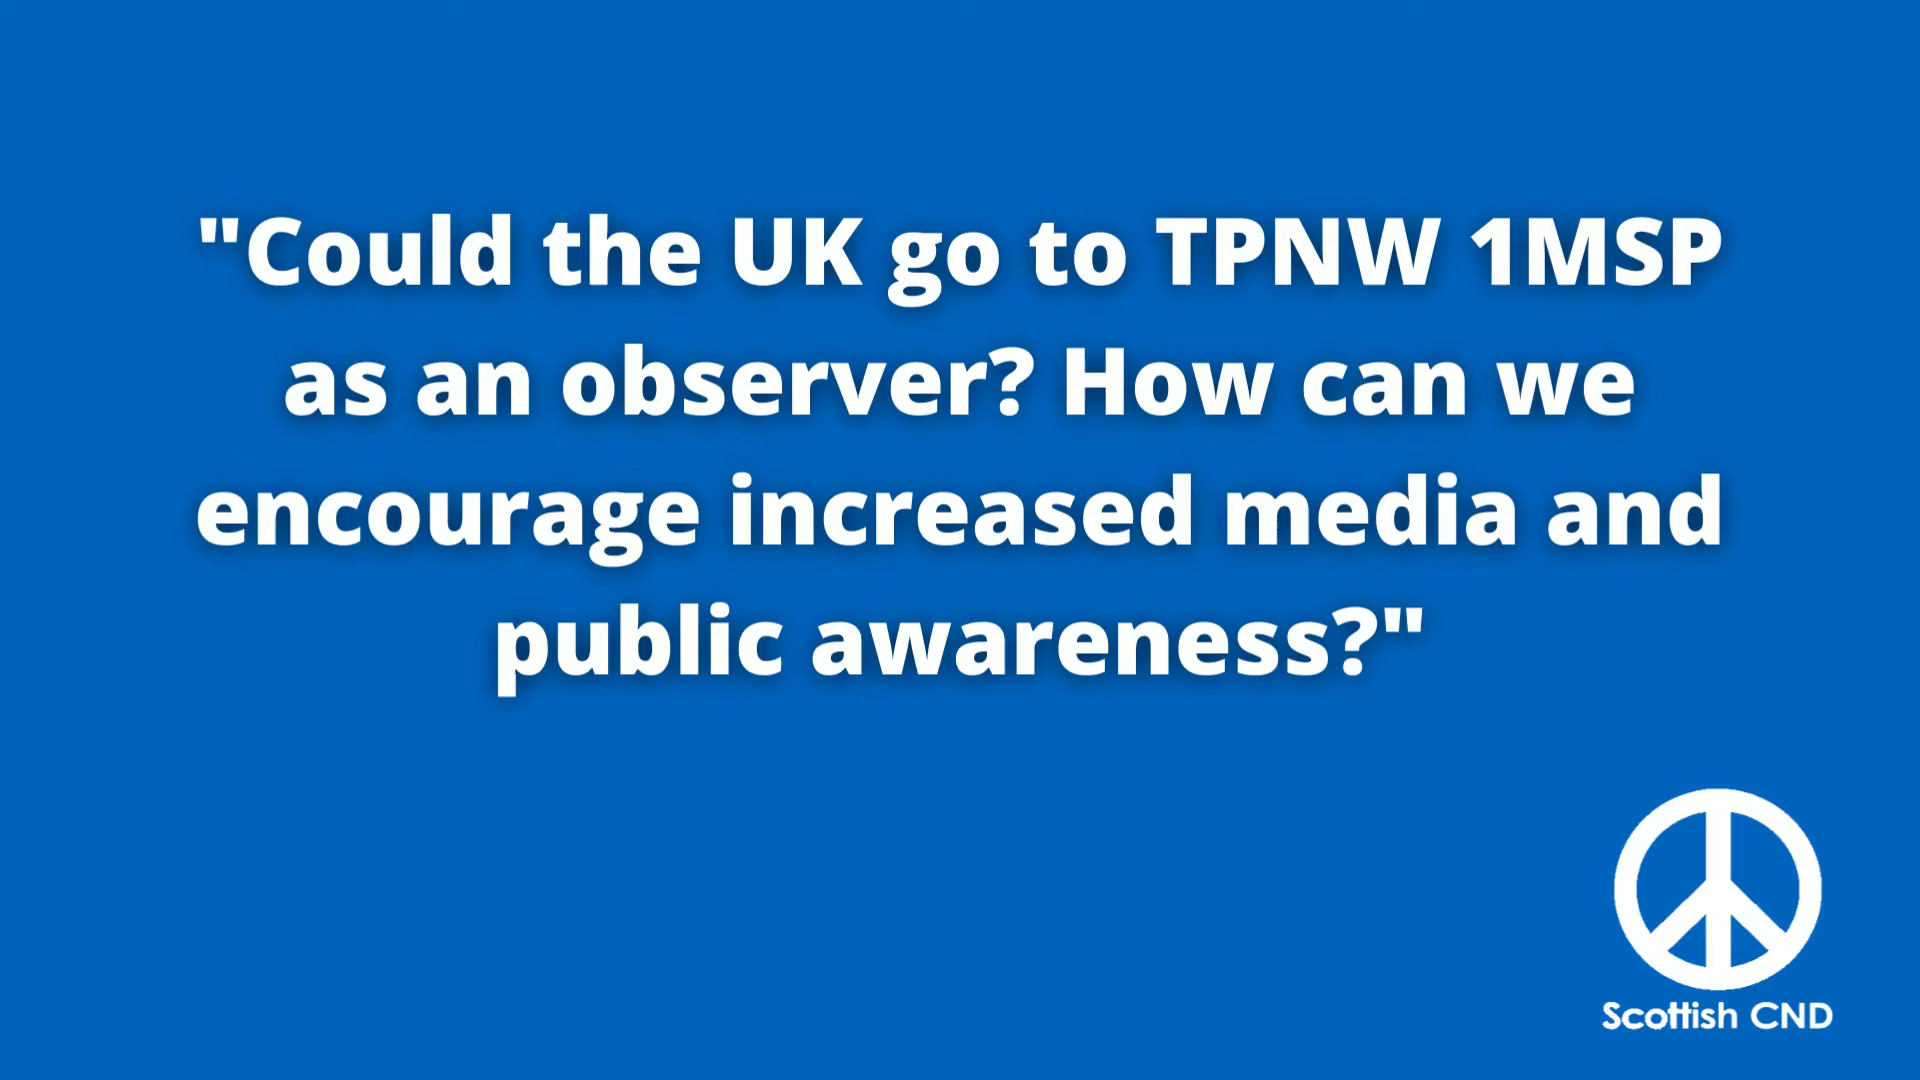 "Could the UK go to TPNW 1MSP
as an observer? How can we
encourage increased media and
public awareness?"
Scottish CND